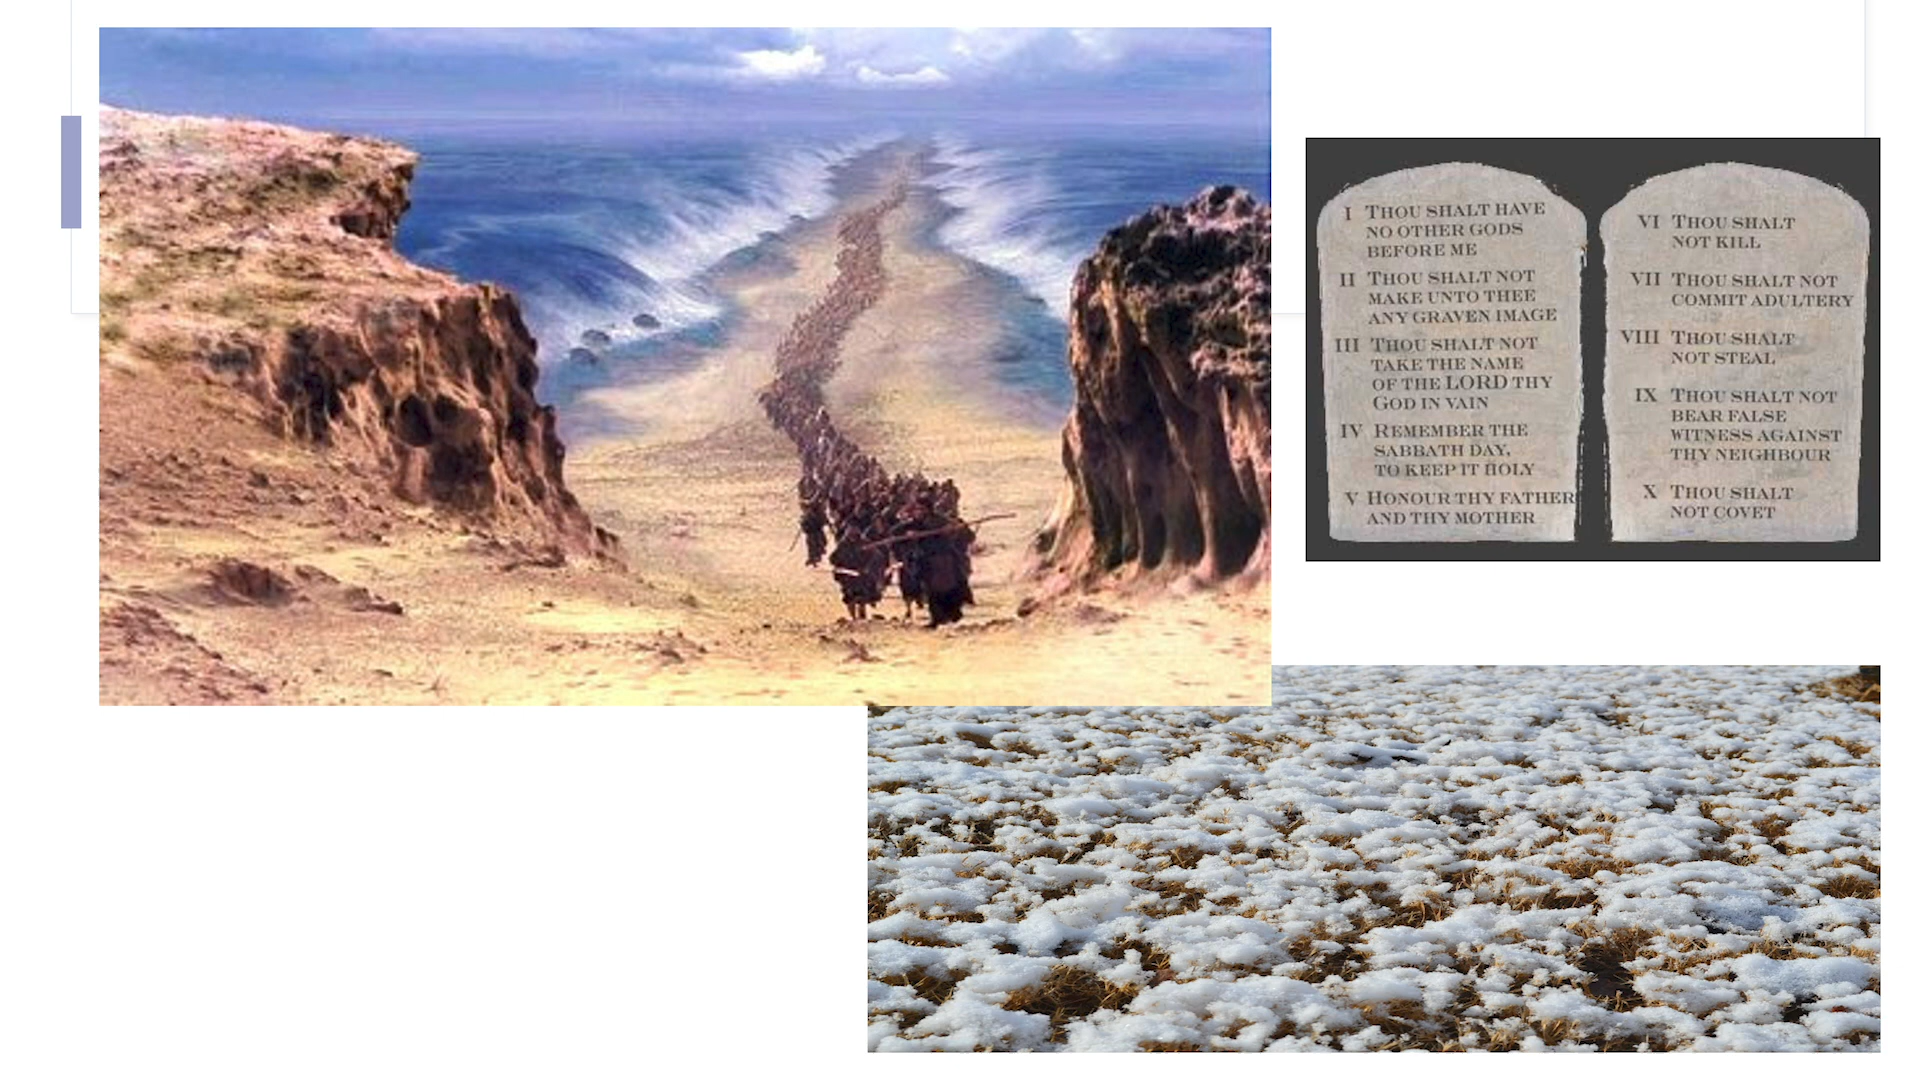 I THOU SHALT HAVE
NO OTHER GODS
BEFORE ME
II THOU SHALT NOT
MAKE UNTO THEE
ANY GRAVEN IMAGE
III THOU SHALT NOT
TAKE THE NAME
OF THE LORD THY
GOD IN VAIN
IV REMEMBER THE
SABBATH DAY,
TO KEEP IT HOLY
V HONOUR THY FATHER
AND THY MOTHER
VI THOU SHALT
NOT KILL
VII THOU SHALT NOT
COMMIT ADULTERY
VIII THOU SHALT
NOT STEAL
IX THOU SHALT NOT
BEAR FALSE
WITNESS AGAINST
THY NEIGHBOUR
X THOU SHALT
NOT COVET